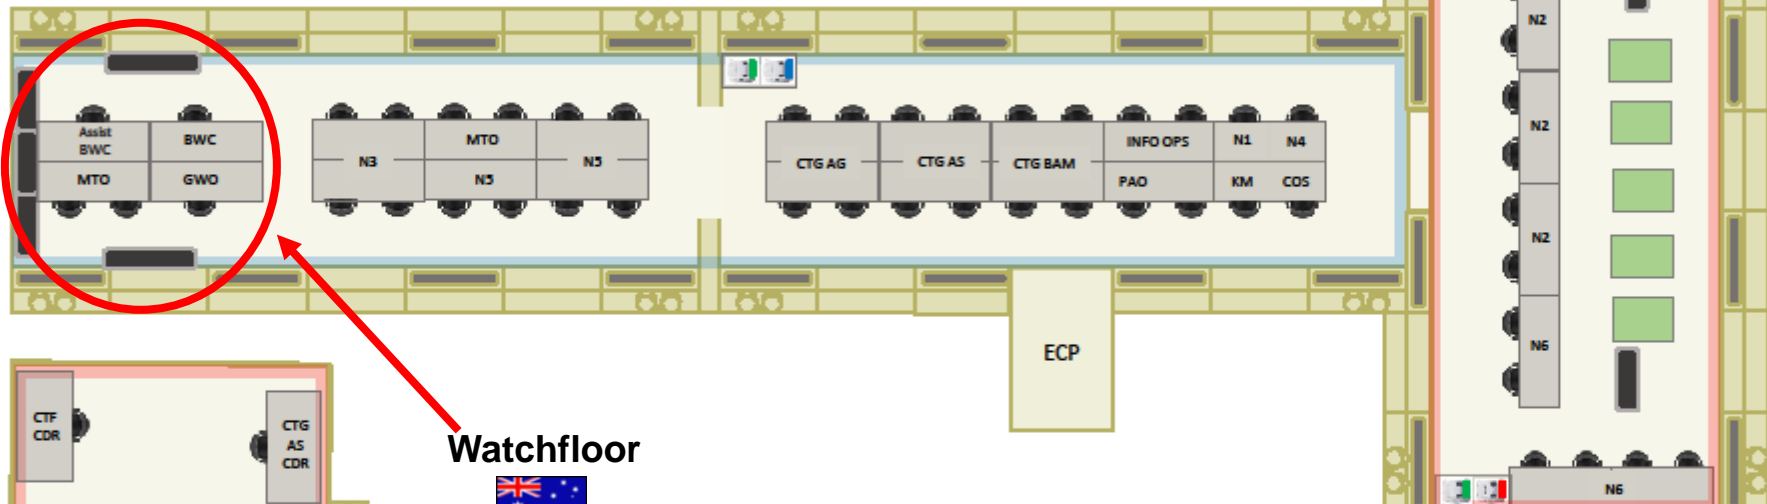 N2
Assist
BWC
BWC
MTO
GWO
N3
MTO
N5
N5
CTG AG
CTG AS
CTG BAM
INFO OPS
PAO
N1
N4
KM
COS
N2
N2
N6
ECP
CTF
CDR
CTG
AS
CDR
Watchfloor
N6